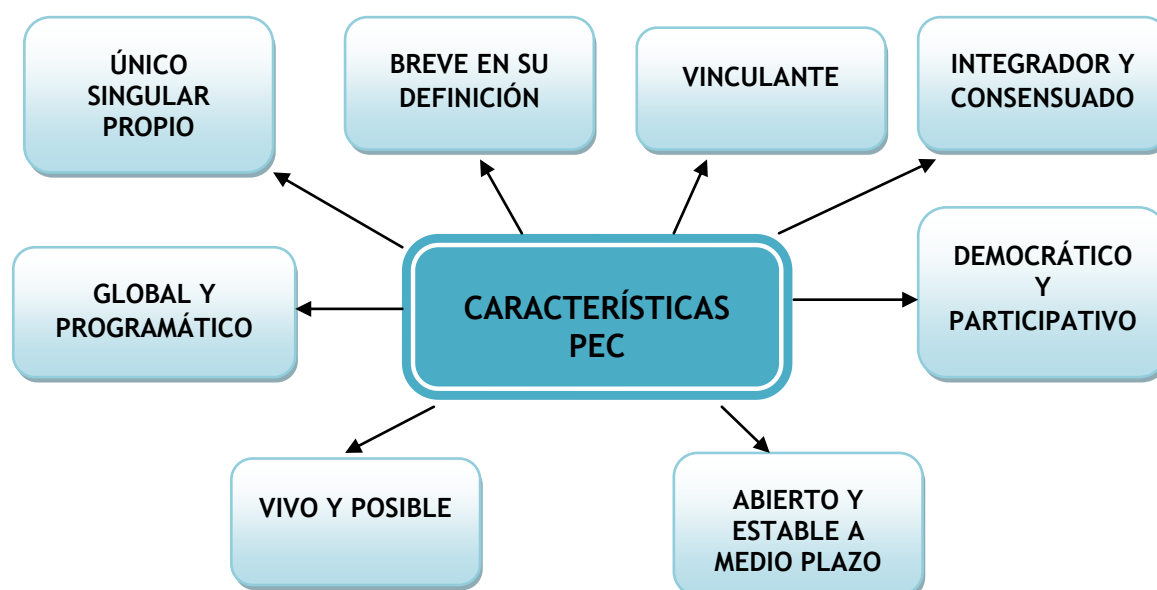 ÚNICO
SINGULAR
PROPIO
BREVE EN SU
DEFINICIÓN
VINCULANTE
INTEGRADOR Y
CONSENSUADO
GLOBAL Y
PROGRAMÁTICO
CARACTERÍSTICAS
PEC
DEMOCRÁTICO
Y
PARTICIPATIVO
VIVO Y POSIBLE
ABIERTO Y
ESTABLE A
MEDIO PLAZO